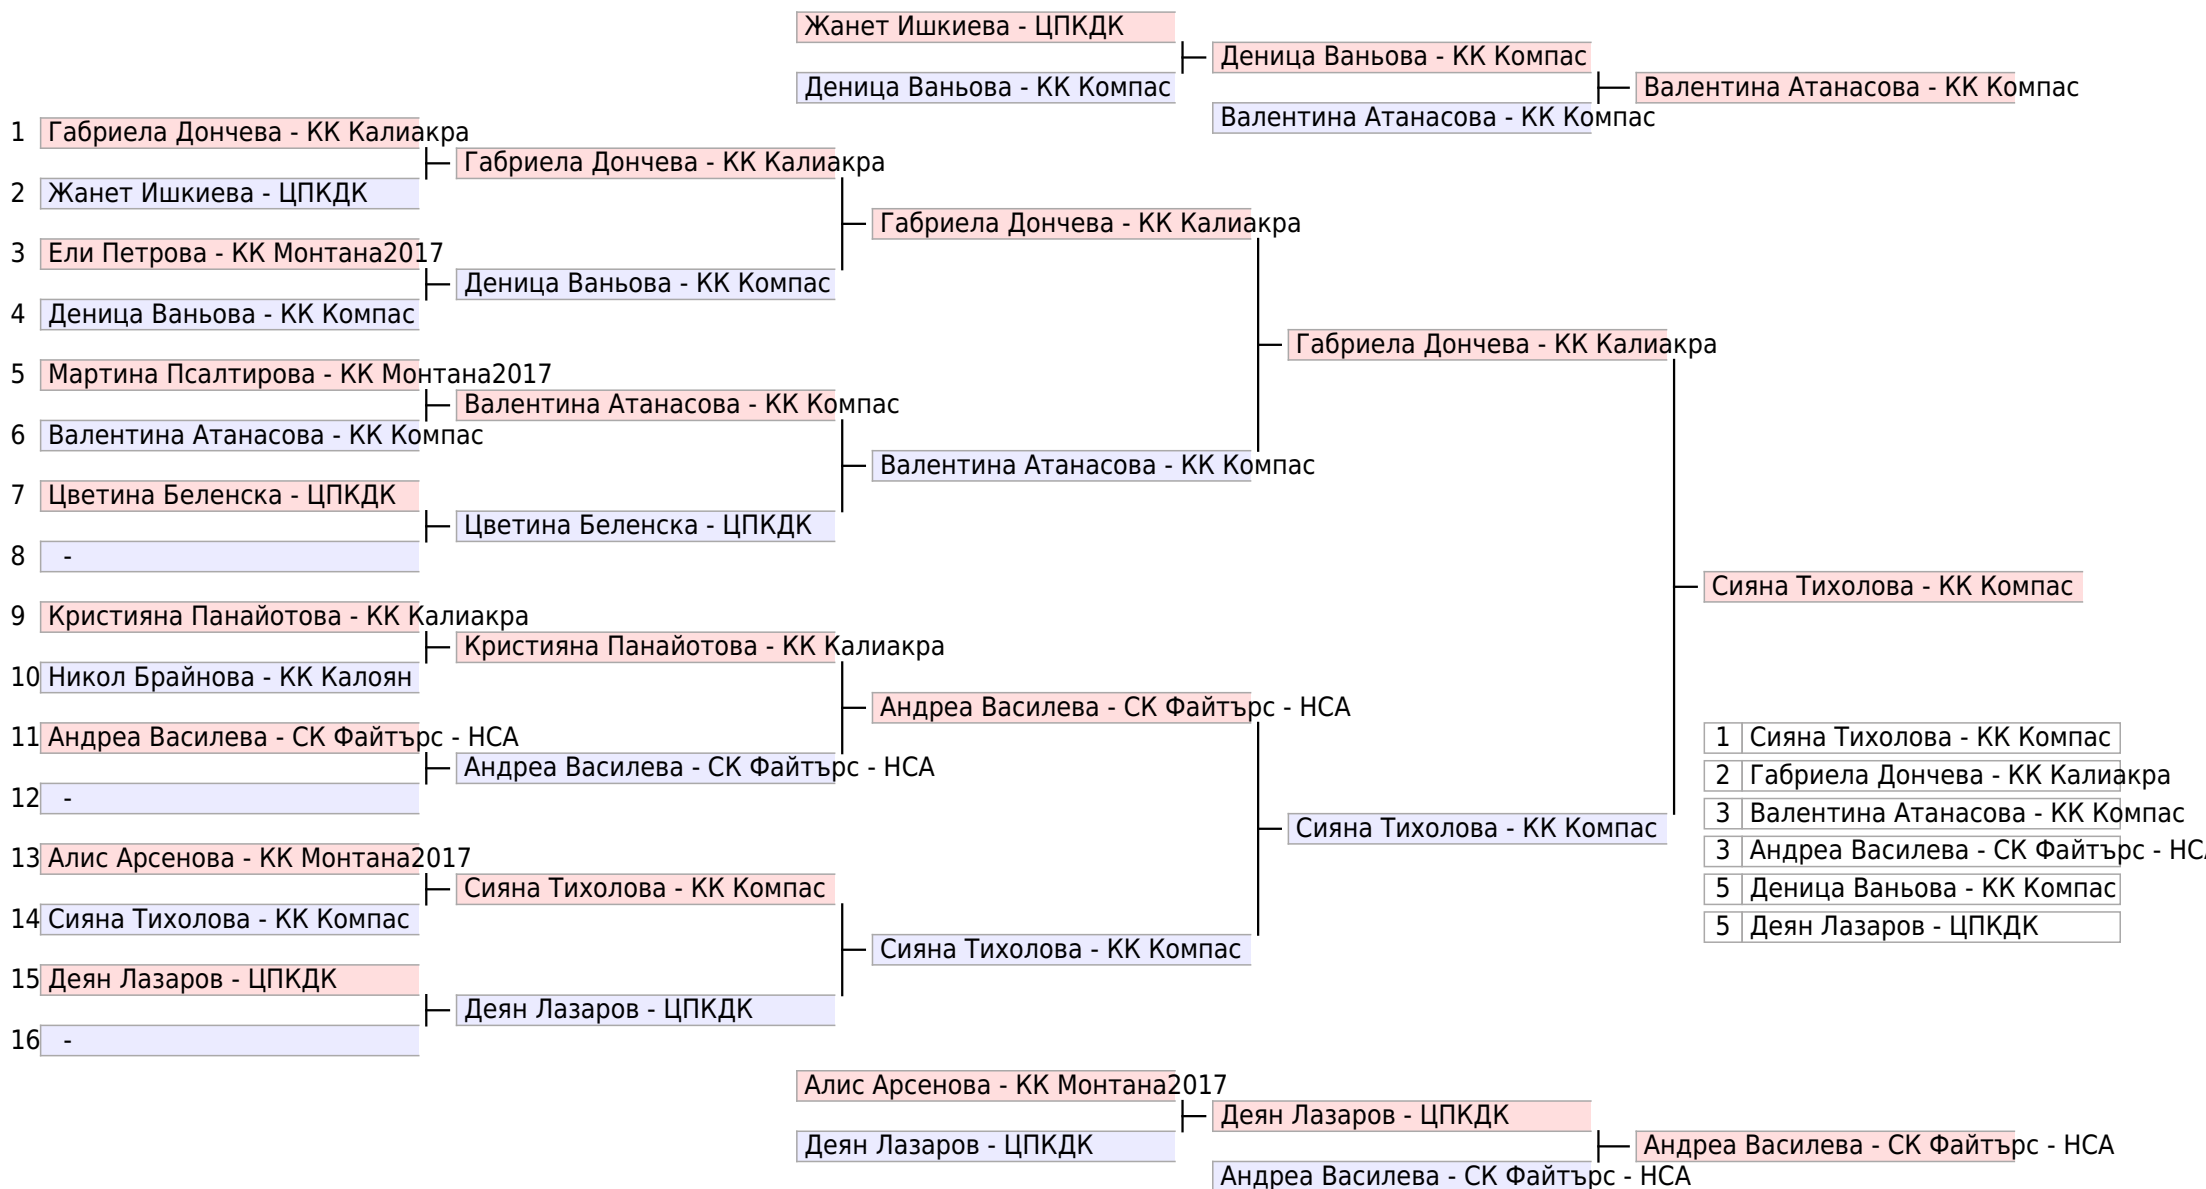 Жанет Ишкиева - ЦПКДК
Деница Ваньова - КК Компас
Деница Ваньова - КК Компас
Валентина Атанасова - КК Компас
Валентина Атанасова - КК Компас
1 Габриела Дончева - КК Калиакра
Габриела Дончева - КК Калиакра
2 Жанет Ишкиева - ЦПКДК
Габриела Дончева - КК Калиакра
3 Ели Петрова - КК Монтана2017
Деница Ваньова - КК Компас
4 Деница Ваньова - КК Компас
Габриела Дончева - КК Калиакра
5 Мартина Псалтирова - КК Монтана2017
Валентина Атанасова - КК Компас
6 Валентина Атанасова - КК Компас
Валентина Атанасова - КК Компас
7 Цветина Беленска - ЦПКДК
Цветина Беленска - ЦПКДК
8 -
Сияна Тихолова - КК Компас
9 Кристияна Панайотова - КК Калиакра
Кристияна Панайотова - КК Калиакра
10 Никол Брайнова - КК Калоян
Андреа Василева - СК Файтърс - НСА
11 Андреа Василева - СК Файтърс - НСА
Андреа Василева - СК Файтърс - НСА
12 -
Сияна Тихолова - КК Компас
13 Алис Арсенова - КК Монтана2017
Сияна Тихолова - КК Компас
14 Сияна Тихолова - КК Компас
Сияна Тихолова - КК Компас
15 Деян Лазаров - ЦПКДК
Деян Лазаров - ЦПКДК
16 -
1 Сияна Тихолова - КК Компас
2 Габриела Дончева - КК Калиакра
3 Валентина Атанасова - КК Компас
3 Андреа Василева - СК Файтърс -
5 Деница Ваньова - КК Компас
5 Деян Лазаров - ЦПКДК
Алис Арсенова - КК Монтана2017
Деян Лазаров - ЦПКДК
Деян Лазаров - ЦПКДК
Андреа Василева - СК Файтърс - НСА
Андреа Василева - СК Файтърс - НСА